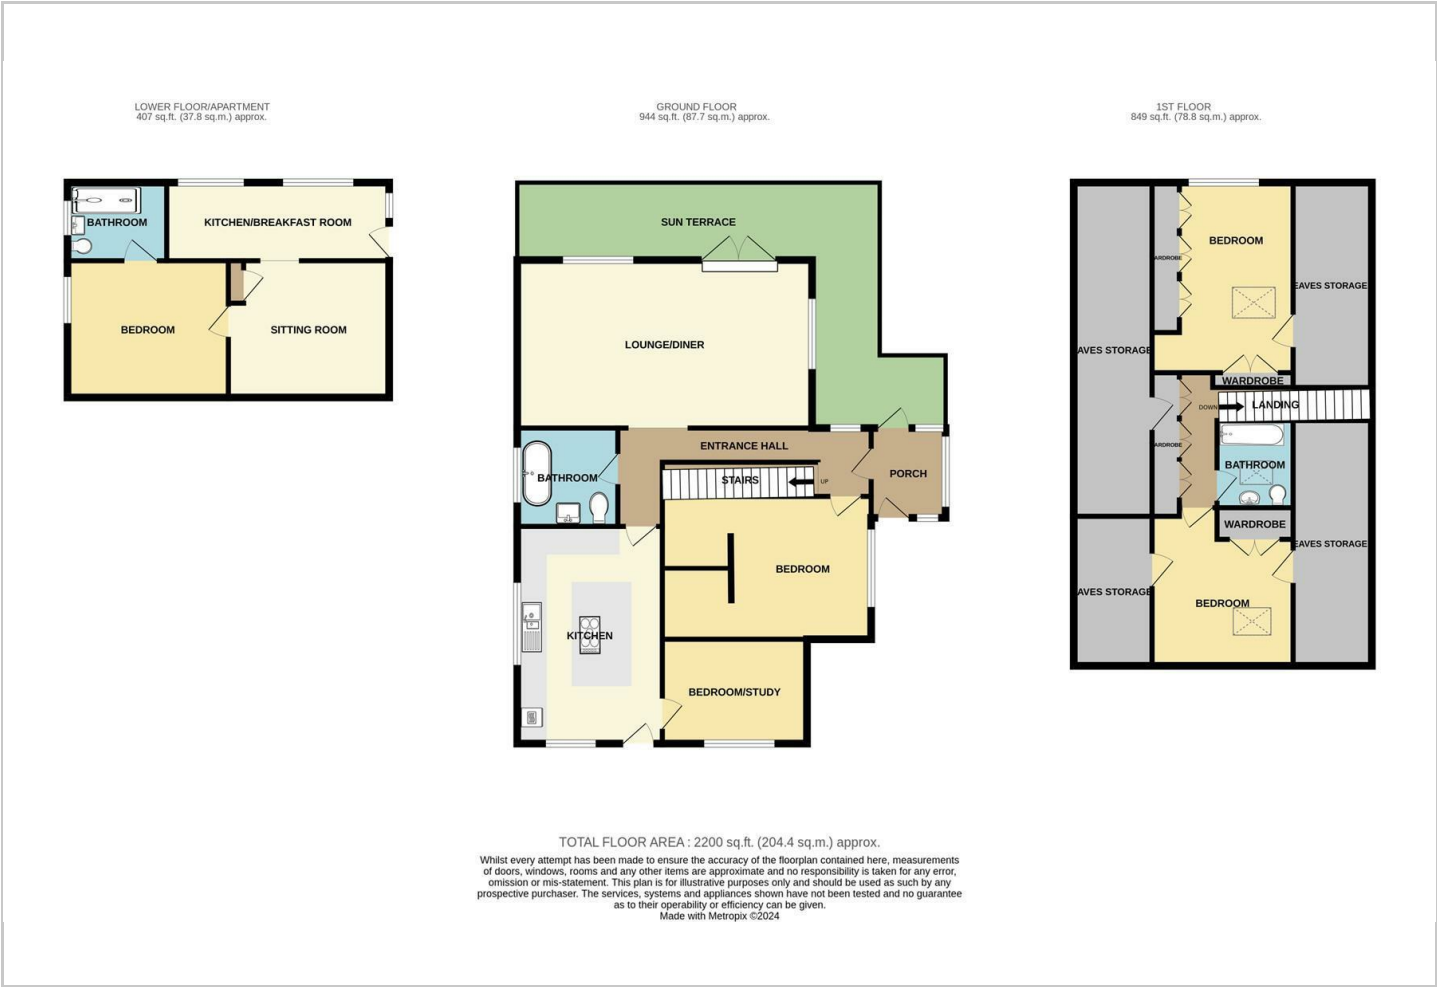 LOWER FLOOR/APARTMENT
407 sq.ft. (37.8 sq.m.) approx.
BATHROOM
KITCHEN/BREAKFAST ROOM
BEDROOM
SITTING ROOM
GROUND FLOOR
944 sq.ft. (87.7 sq.m.) approx.
SUN TERRACE
LOUNGE/DINER
ENTRANCE HALL
BATHROOM
STAIRS
UP
PORCH
BEDROOM
KITCHEN
BEDROOM/STUDY
1ST FLOOR
849 sq.ft. (78.8 sq.m.) approx.
BEDROOM
ARDROBE
EAVES STORAGE
AVES STORAGE
WARDROBE
DOWN
LANDING
ARDROBE
BATHROOM
WARDROBE
EAVES STORAGE
AVES STORAGE
BEDROOM
TOTAL FLOOR AREA : 2200 sq.ft. (204.4 sq.m.) approx.
Whilst every attempt has been made to ensure the accuracy of the floorplan contained here, measurements
of doors, windows, rooms and any other items are approximate and no responsibility is taken for any error,
omission or mis-statement. This plan is for illustrative purposes only and should be used as such by any
prospective purchaser. The services, systems and appliances shown have not been tested and no guarantee
as to their operability or efficiency can be given.
Made with Metropix ©2024